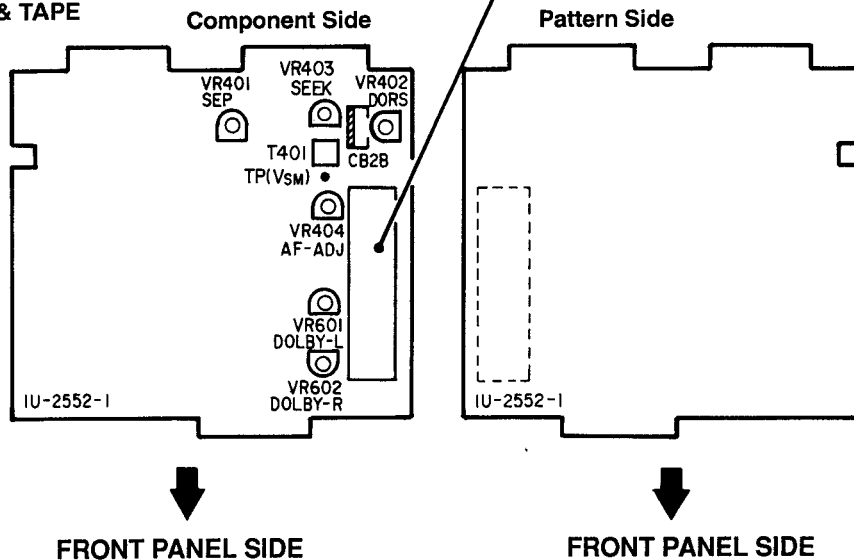 & TAPE
Component Side
Pattern Side
VR401
SEP
VR403
SEEK
VR402
DORS
T401
CB2B
TP(VSM)
VR404
AF-ADJ
VR601
DOLBY-L
VR602
DOLBY-R
1U-2552-1
1U-2552-1
FRONT PANEL SIDE
FRONT PANEL SIDE